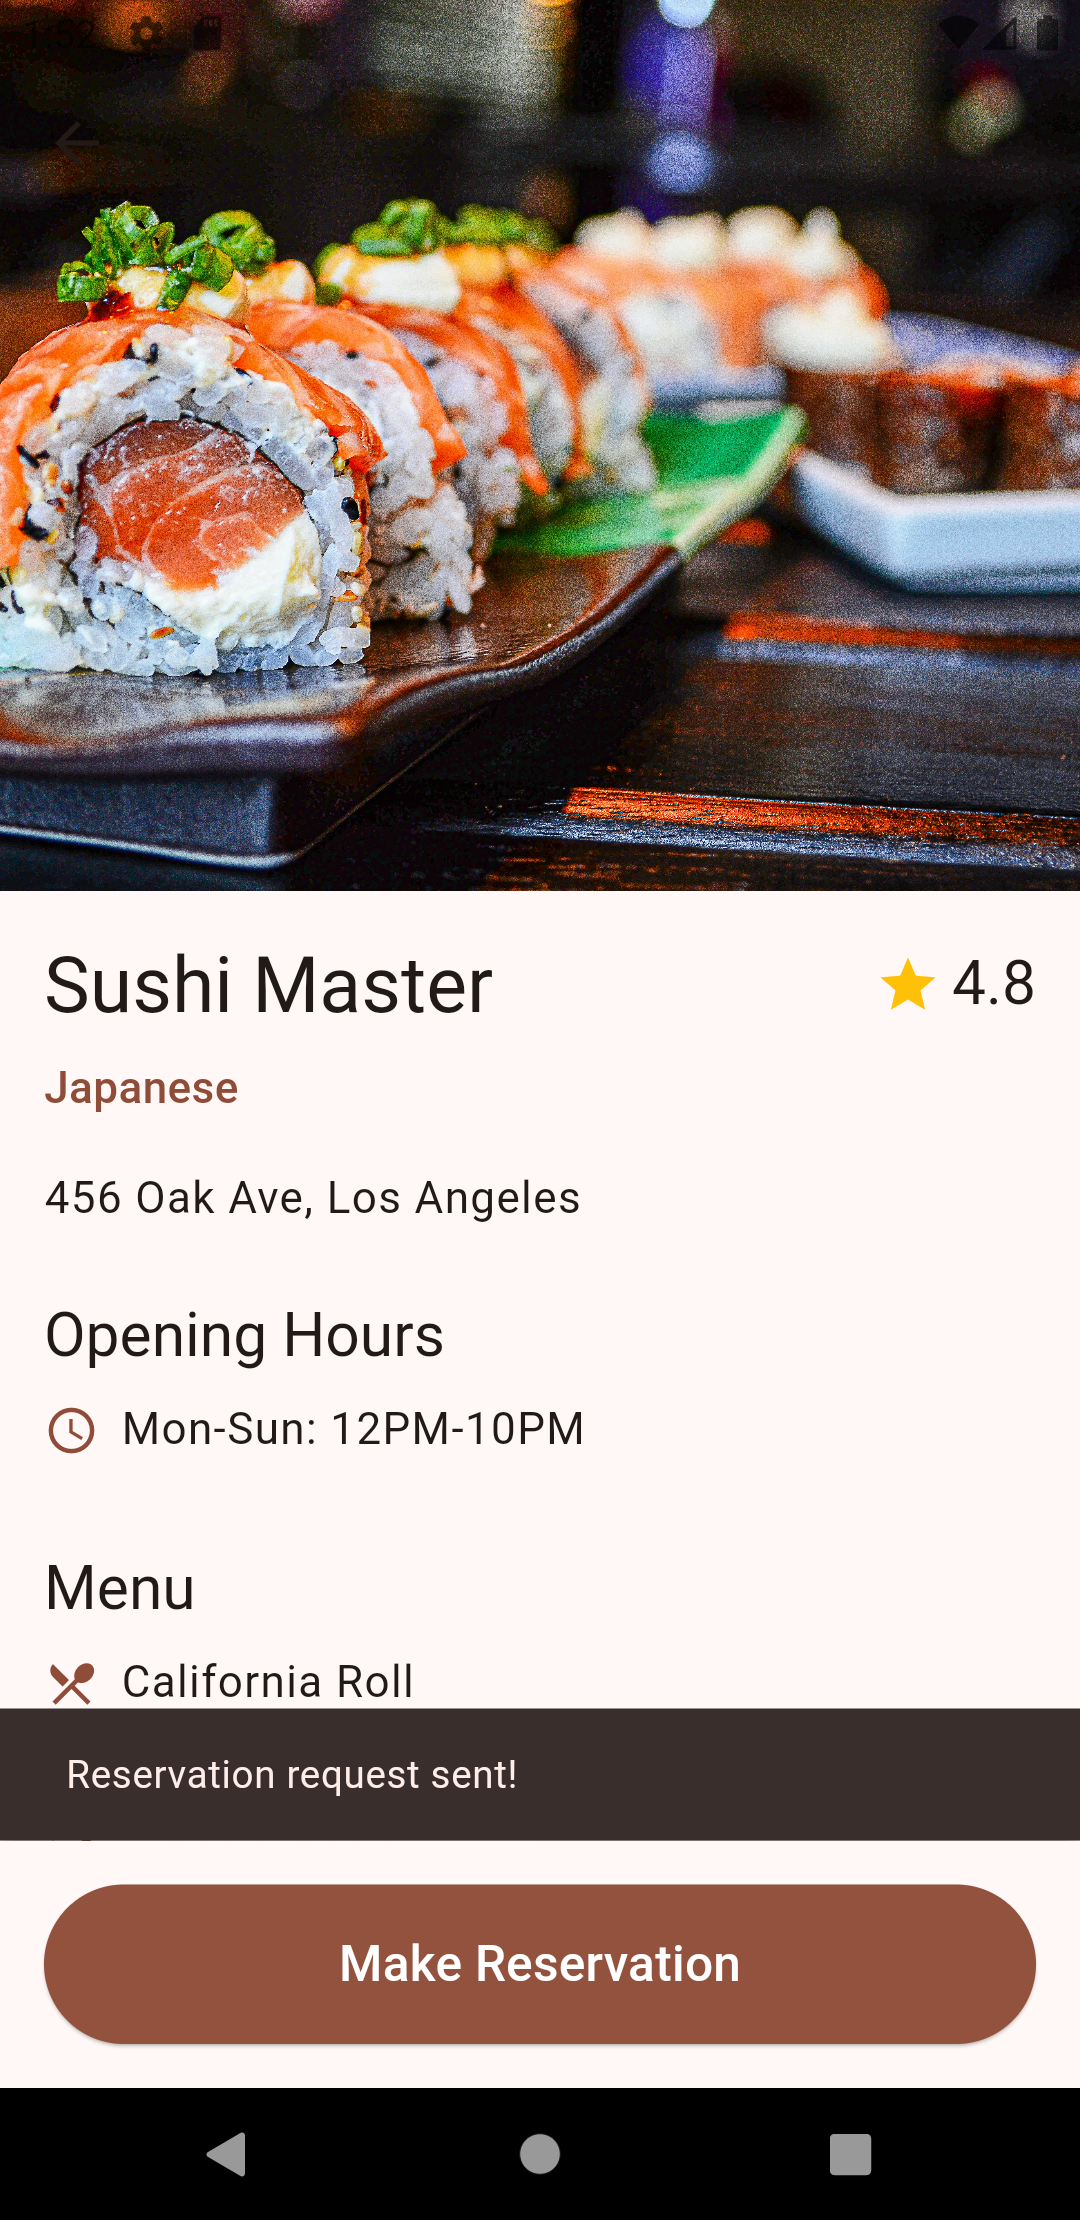 Sushi Master
4.8
Japanese
456 Oak Ave, Los Angeles
Opening Hours
Mon-Sun: 12PM-10PM
Menu
California Roll
Reservation request sent!
Make Reservation